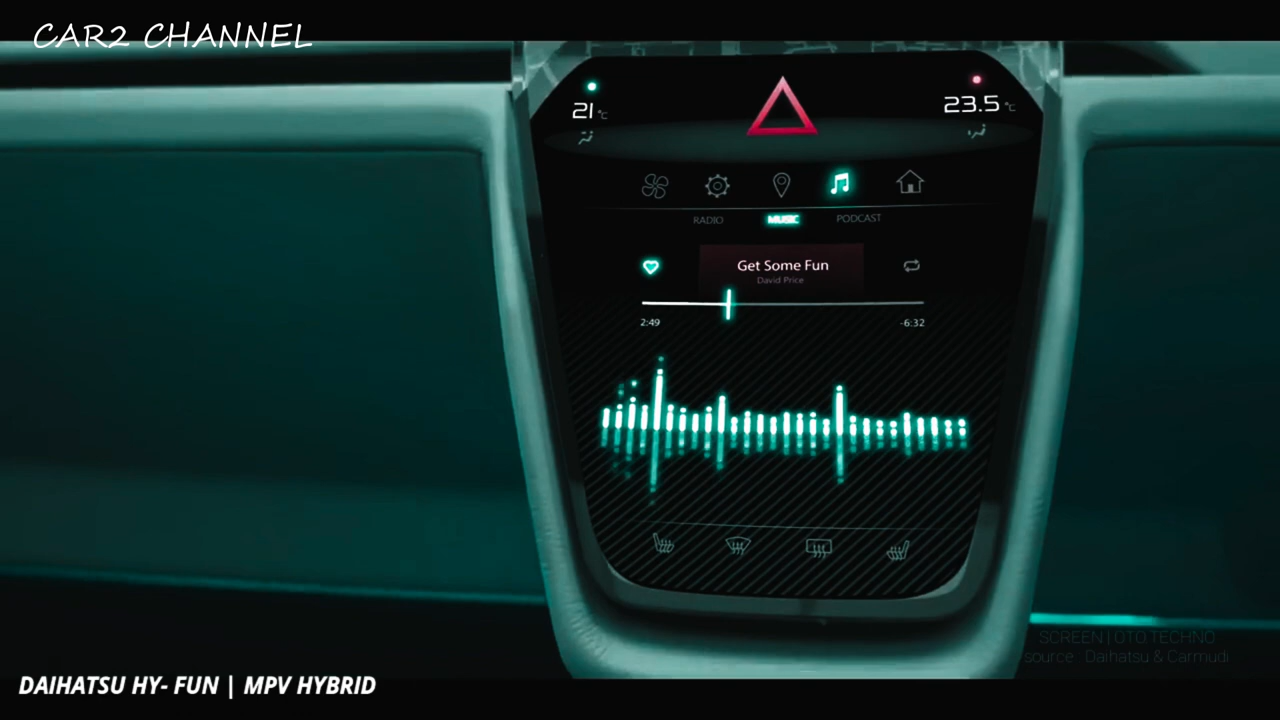 CAR2 CHANNEL
21 °C
23.5 °C
RADIO MUSIC PODCAST
Get Some Fun
David Price
2:49 -6:32
SCREEN | OTO TECHNO
source : Daihatsu & Carmudi
DAIHATSU HY- FUN | MPV HYBRID